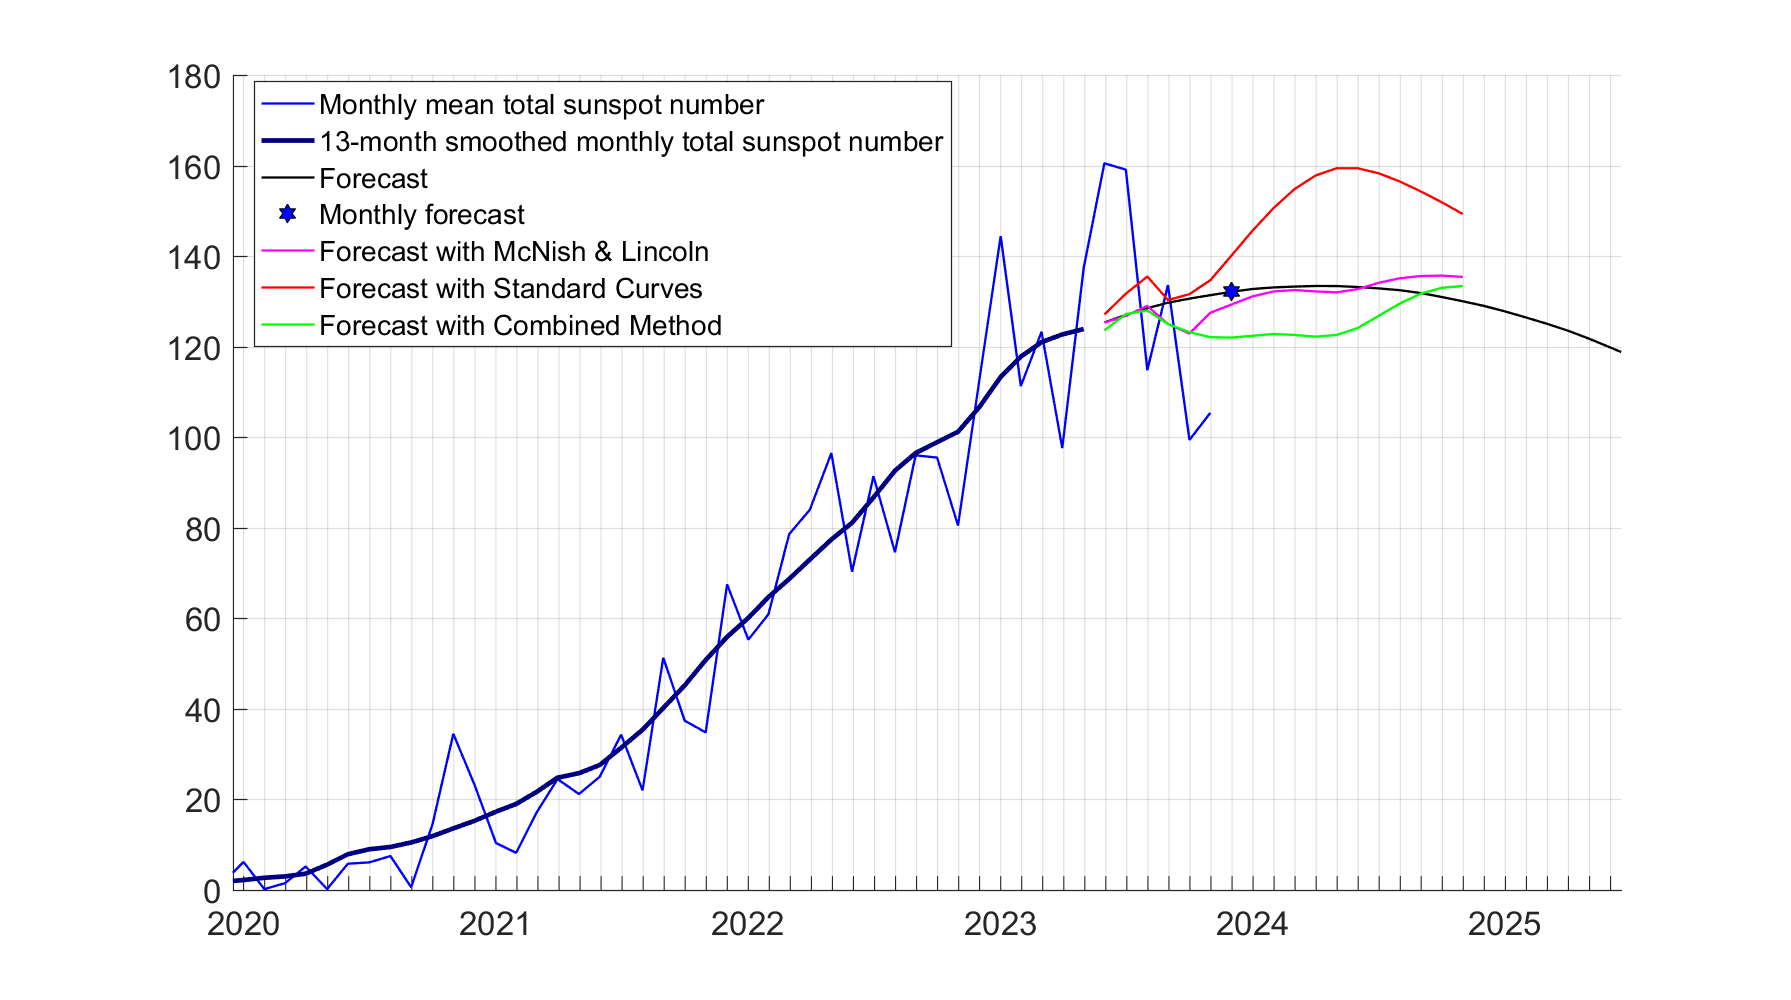 180
160
140
120
100
80
60
40
20
0
Monthly mean total sunspot number
13-month smoothed monthly total sunspot number
Forecast
Monthly forecast
Forecast with McNish & Lincoln
Forecast with Standard Curves
Forecast with Combined Method
2020 2021 2022 2023 2024 2025